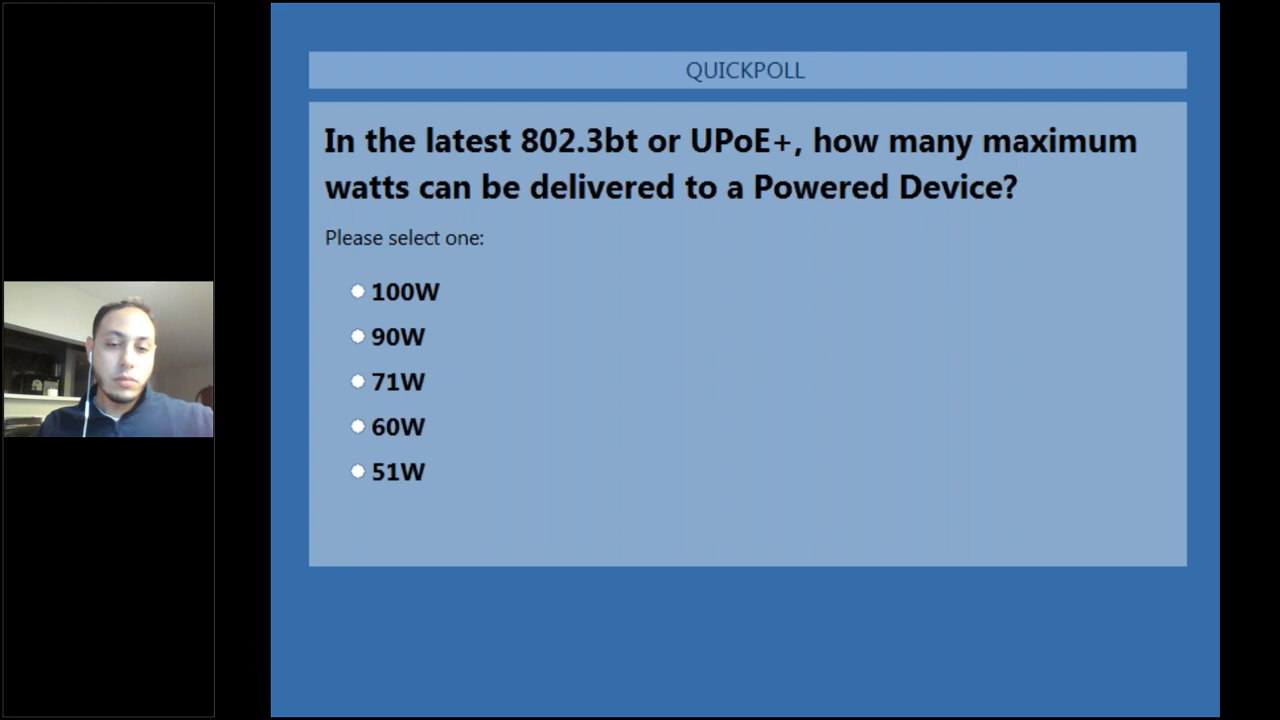 QUICKPOLL
In the latest 802.3bt or UPoE+, how many maximum
watts can be delivered to a Powered Device?
Please select one:
100W
90W
71W
60W
51W